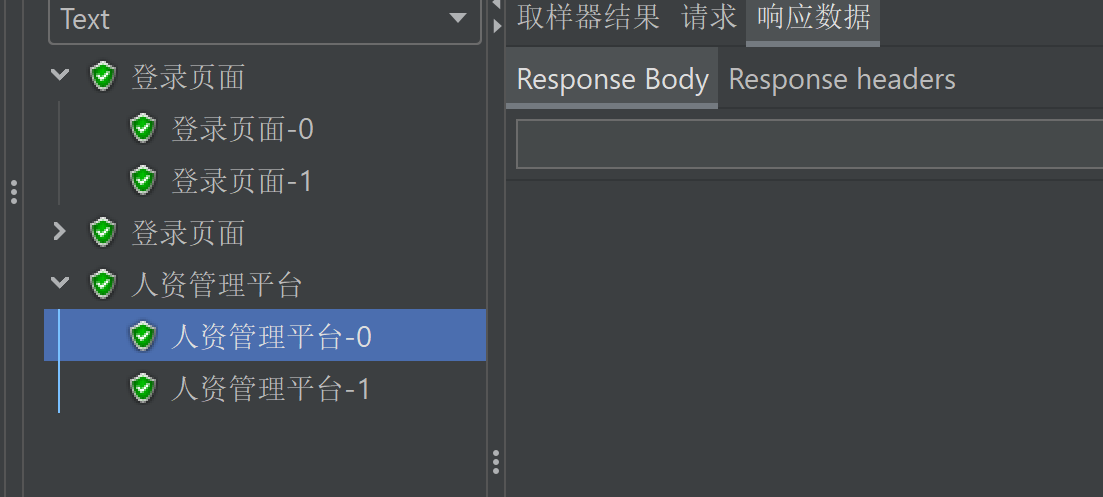 Text
登录页面
登录页面-0
登录页面-1
登录页面
人资管理平台
人资管理平台-0
人资管理平台-1
取样器结果 请求 响应数据
Response Body Response headers